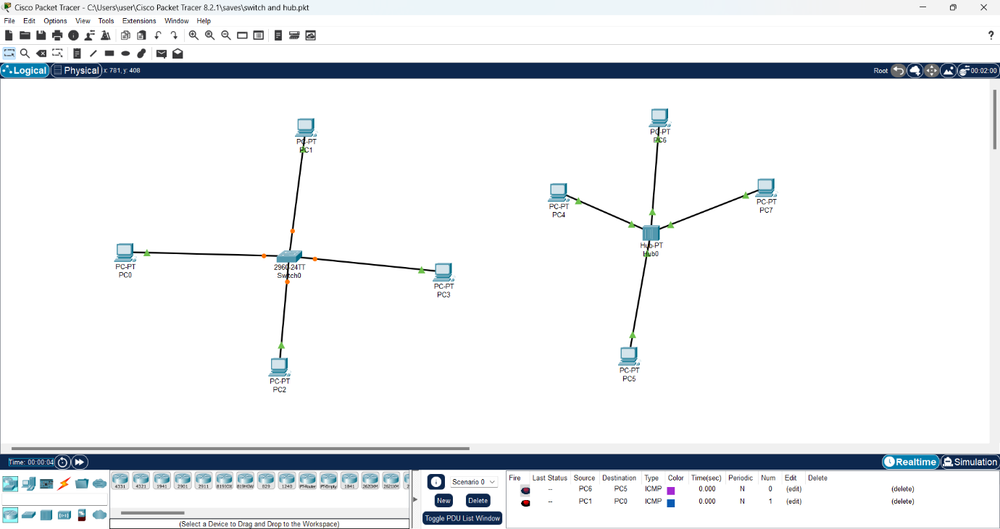 Cisco Packet Tracer - C:\Users\user\Cisco Packet Tracer 8.2.1\saves\switch and hub.pkt
File Edit Options View Tools Extensions Window Help
?
Logical Physical x: 781, y: 408 Root 00:02:00
PC-PT
PC1
PC-PT
PC0
2960-24TT
Switch0
PC-PT
PC3
PC-PT
PC2
PC-PT
PC6
PC-PT
PC4
PC-PT
PC7
Hub-PT
Hub0
PC-PT
PC5
Time: 00:00:04 Realtime Simulation
4331 4321 1941 2901 2911 819IOX 819HGW 829 1240 PT-Router PT-Empty 1841 2620XM 2621XM 2
(Select a Device to Drag and Drop to the Workspace)
Scenario 0
New Delete
Toggle PDU List Window
Fire Last Status Source Destination Type Color Time(sec) Periodic Num Edit Delete
-- PC6 PC5 ICMP 0.000 N 0 (edit) (delete)
-- PC1 PC0 ICMP 0.000 N 1 (edit) (delete)